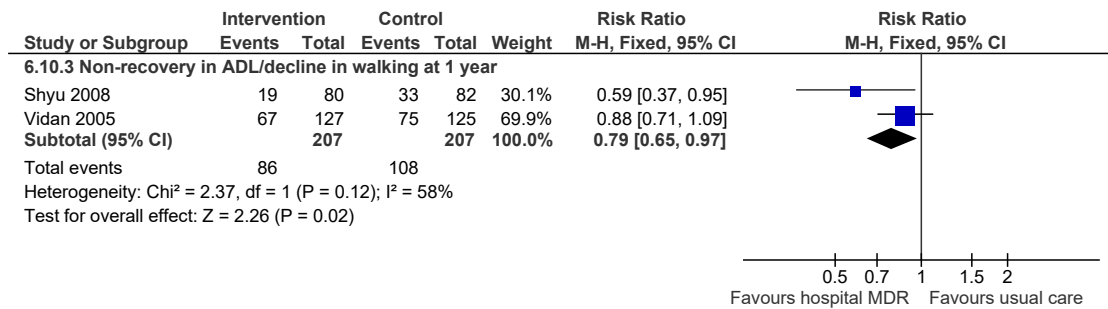 Intervention Control Risk Ratio Risk Ratio
Study or Subgroup Events Total Events Total Weight M-H, Fixed, 95% CI M-H, Fixed, 95% CI
6.10.3 Non-recovery in ADL/decline in walking at 1 year
Shyu 2008 19 80 33 82 30.1% 0.59 [0.37, 0.95]
Vidan 2005 67 127 75 125 69.9% 0.88 [0.71, 1.09]
Subtotal (95% CI) 207 207 100.0% 0.79 [0.65, 0.97]
Total events 86 108
Heterogeneity: Chi² = 2.37, df = 1 (P = 0.12); I² = 58%
Test for overall effect: Z = 2.26 (P = 0.02)
0.5 0.7 1 1.5 2
Favours hospital MDR Favours usual care